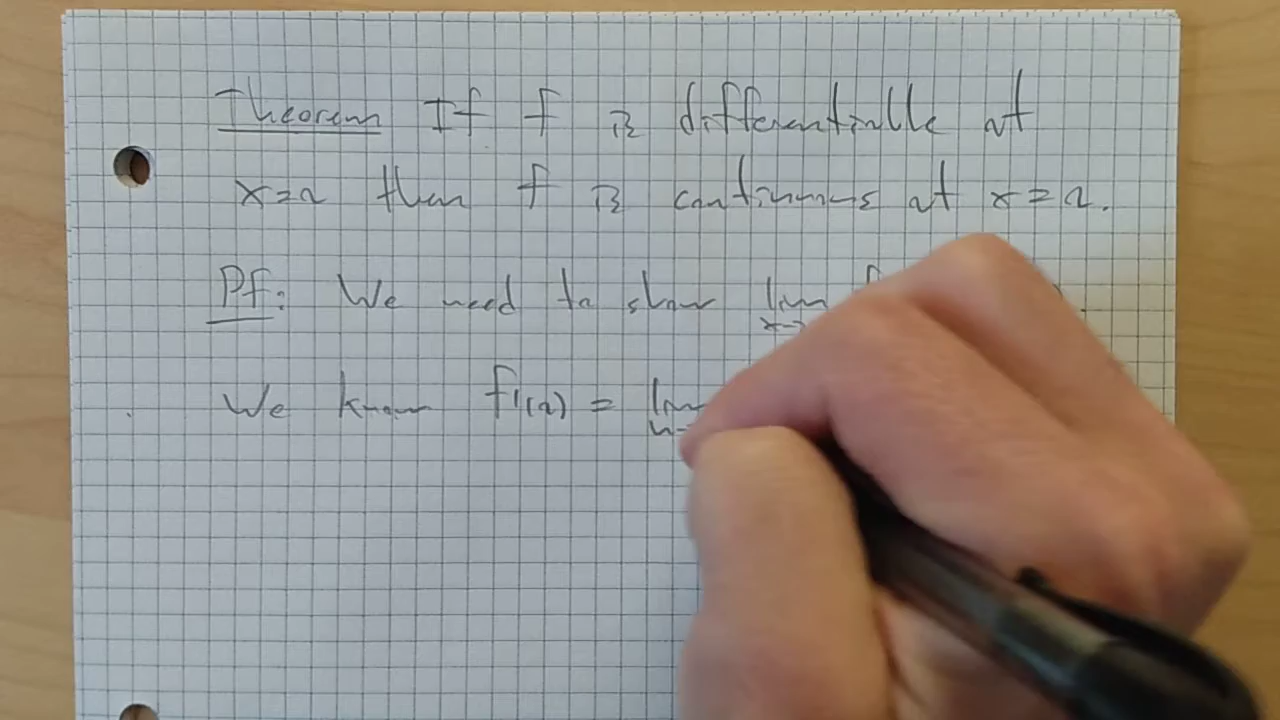 Theorem If f is differentiable at
x=a then f is continuous at x=a.
Pf: We need to show lim x→
We know f'(a) = lim